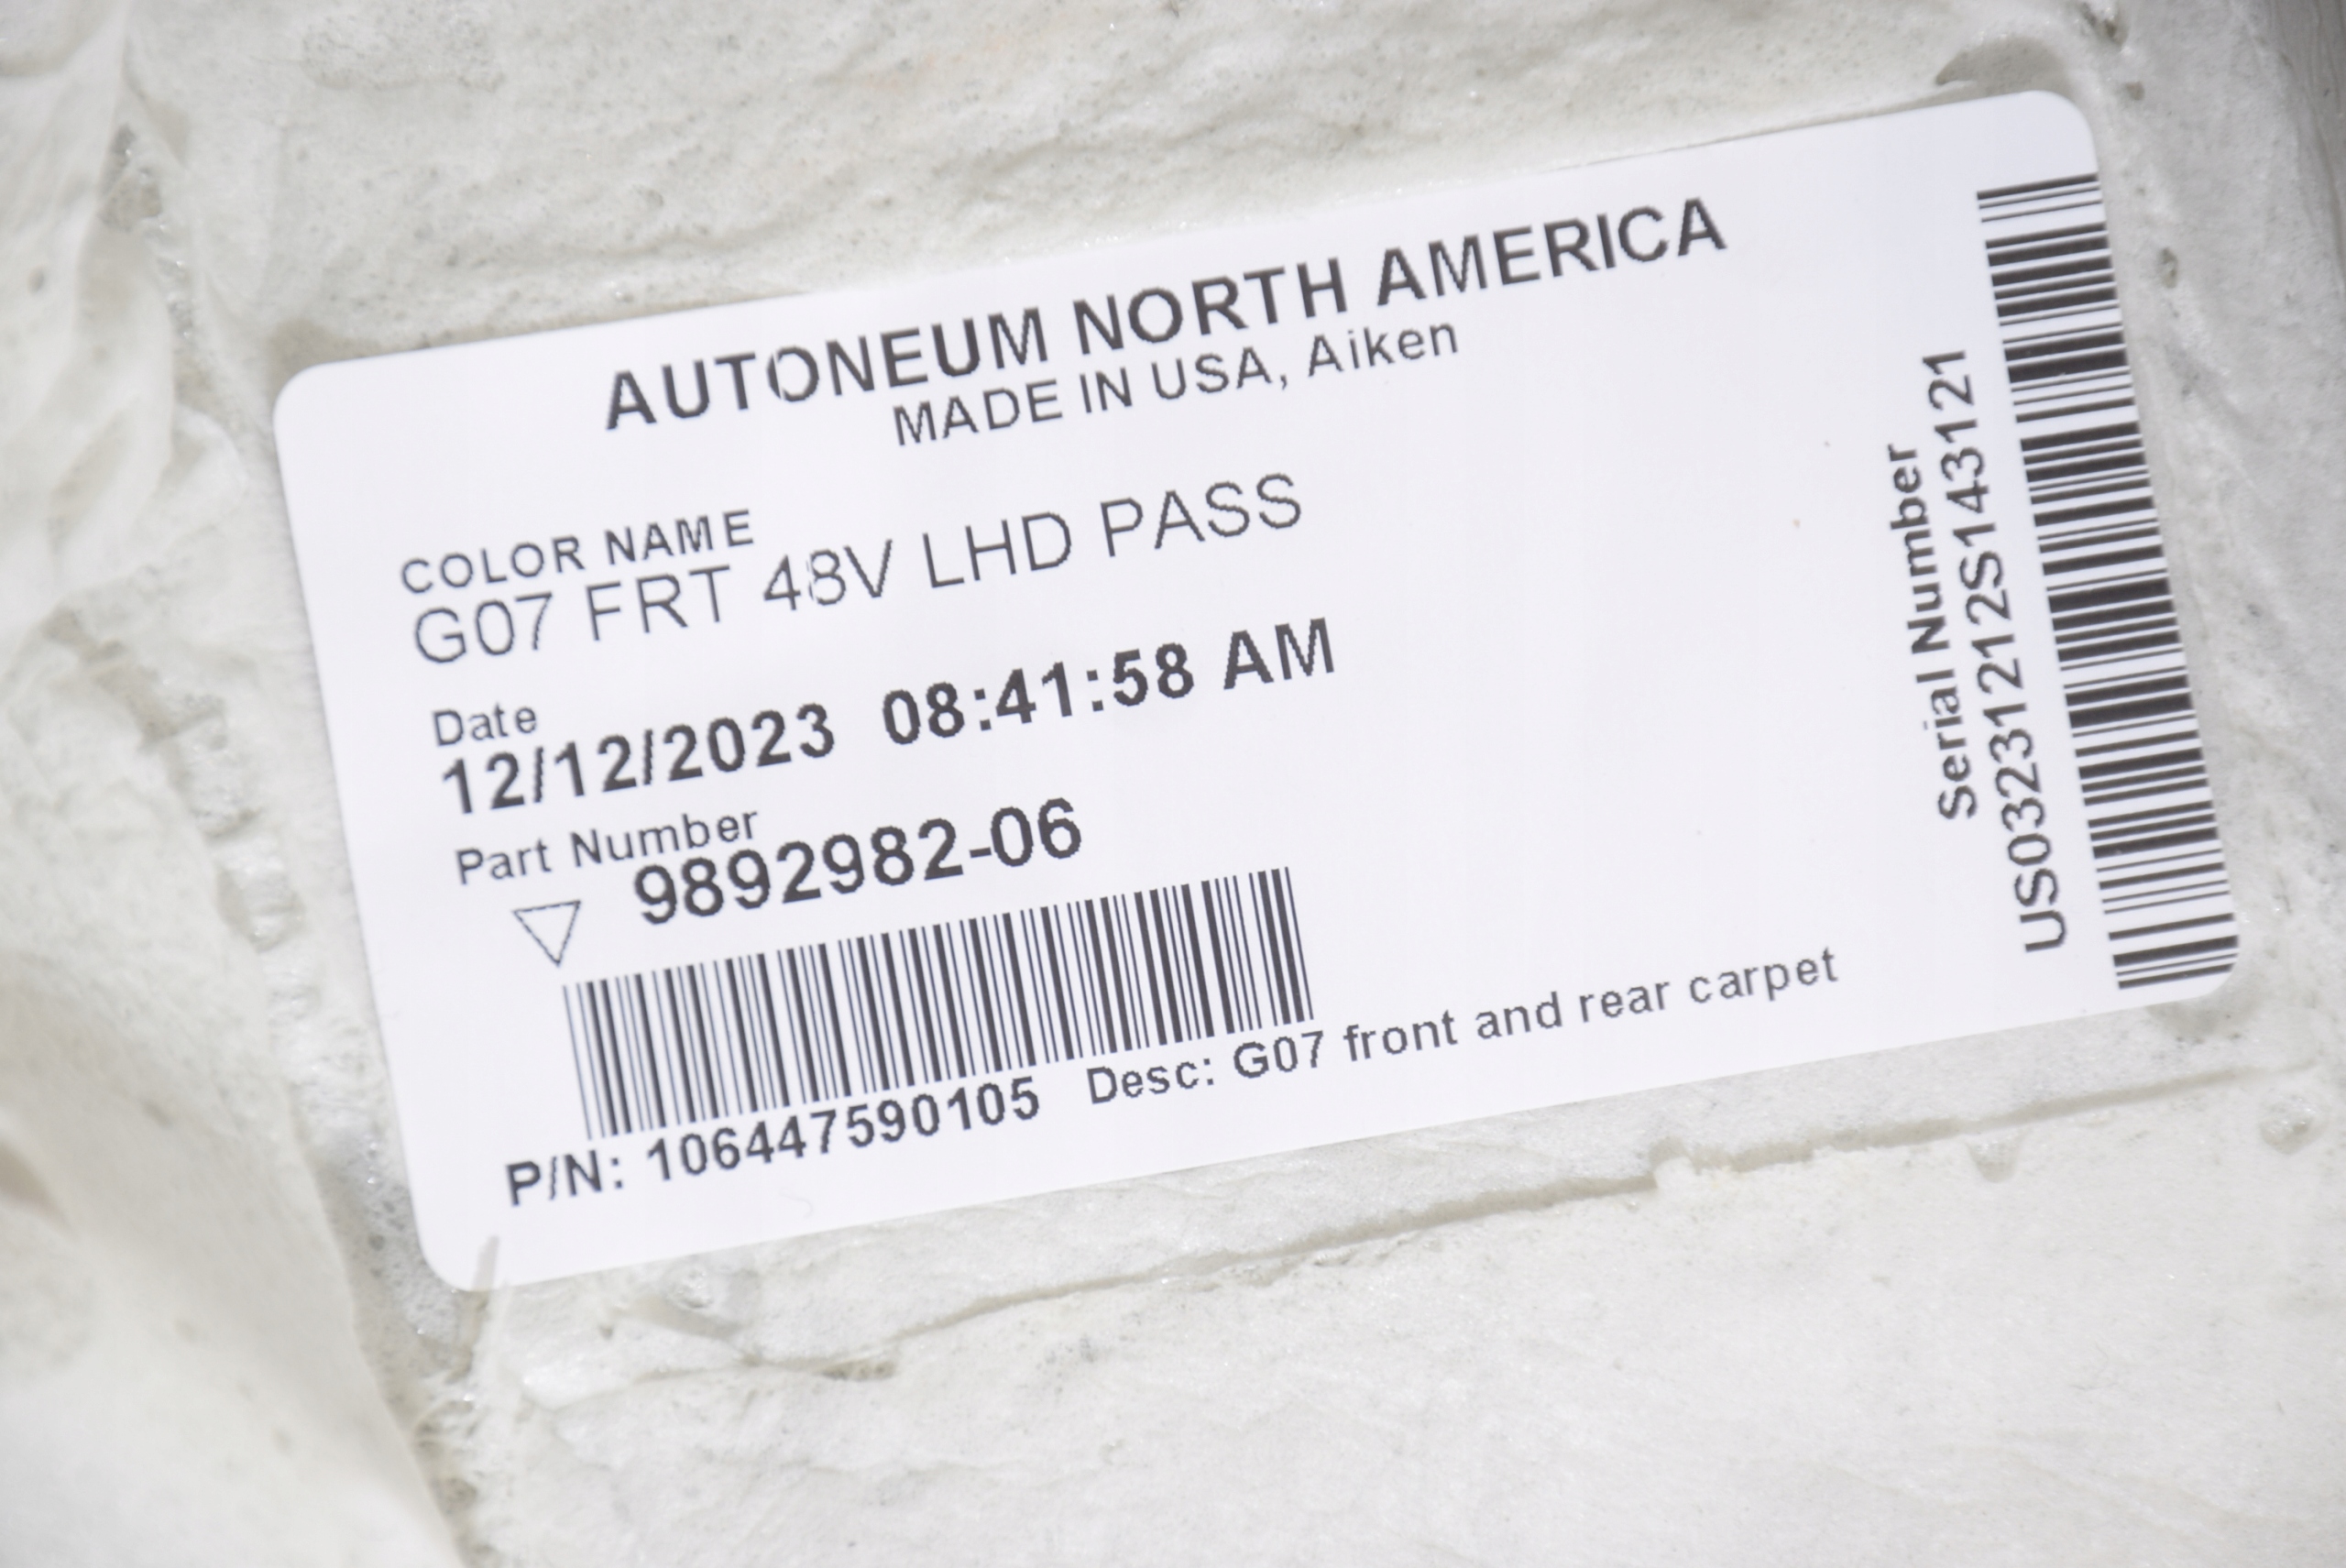 AUTONEUM NORTH AMERICA
MADE IN USA, Aiken
COLOR NAME
G07 FRT 48V LHD PASS
Date
12/12/2023 08:41:58 AM
Part Number
9892982-06
P/N: 106447590105 Desc: G07 front and rear carpet
Serial Number
US03231212S143121